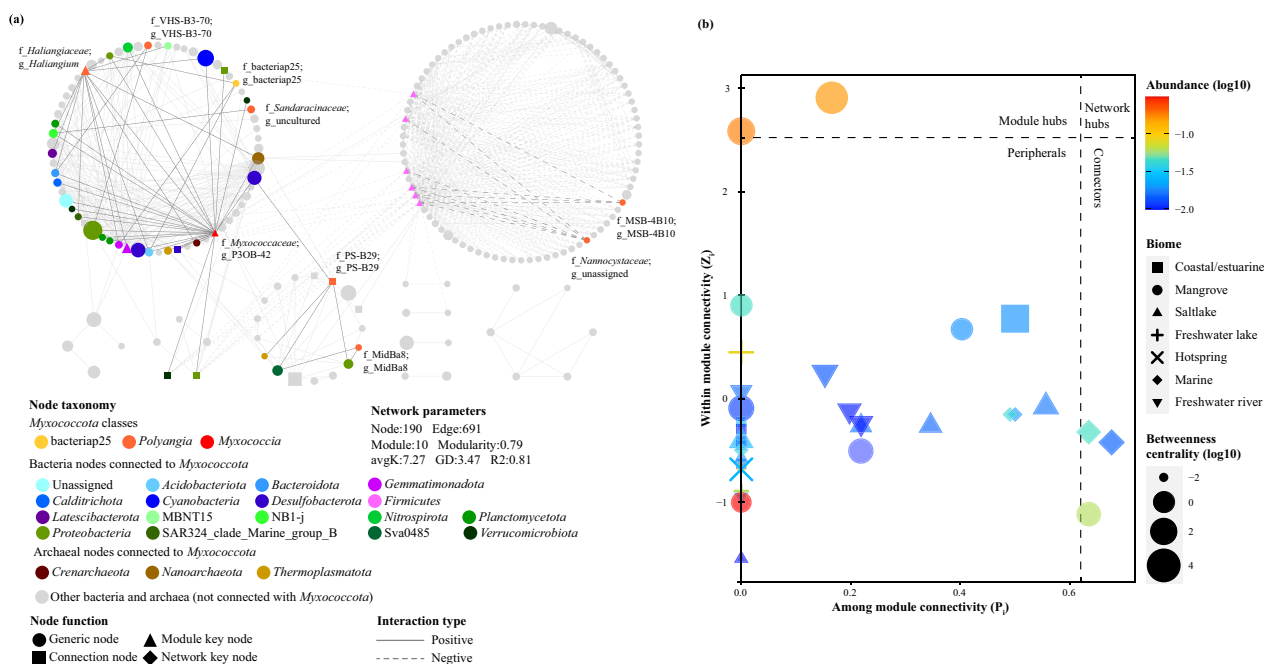 (a)
f_VHS-B3-70;
g_VHS-B3-70
f_Haliangiaceae;
g_Haliangium
f_bacteriap25;
g_bacteriap25
f_Sandaracinaceae;
g_uncultured
f_Myxococcaceae;
g_P3OB-42
f_MSB-4B10;
g_MSB-4B10
f_Nannocystaceae;
g_unassigned
f_PS-B29;
g_PS-B29
f_MidBa8;
g_MidBa8
Node taxonomy
Myxococcota classes
bacteriap25 Polyangia Myxococcia
Bacteria nodes connected to Myxococcota
Unassigned Acidobacteriota Bacteroidota Gemmatimonadota
Calditrichota Cyanobacteria Desulfobacterota Firmicutes
Latescibacterota MBNT15 NB1-j Nitrospirota Planctomycetota
Proteobacteria SAR324_clade_Marine_group_B Sva0485 Verrucomicrobiota
Archaeal nodes connected to Myxococcota
Crenarchaeota Nanoarchaeota Thermoplasmatota
Other bacteria and archaea (not connected with Myxococcota)
Node function
Generic node Module key node
Connection node Network key node
Network parameters
Node:190 Edge:691
Module:10 Modularity:0.79
avgK:7.27 GD:3.47 R2:0.81
Interaction type
Positive
Negtive
(b)
3
2
1
0
−1
Within module connectivity (Zi)
0.0 0.2 0.4 0.6
Among module connectivity (Pi)
Module hubs
Network
hubs
Peripherals
Connectors
Abundance (log10)
−1.0
−1.5
−2.0
Biome
Coastal/estuarine
Mangrove
Saltlake
Freshwater lake
Hotspring
Marine
Freshwater river
Betweenness
centrality (log10)
−2
0
2
4